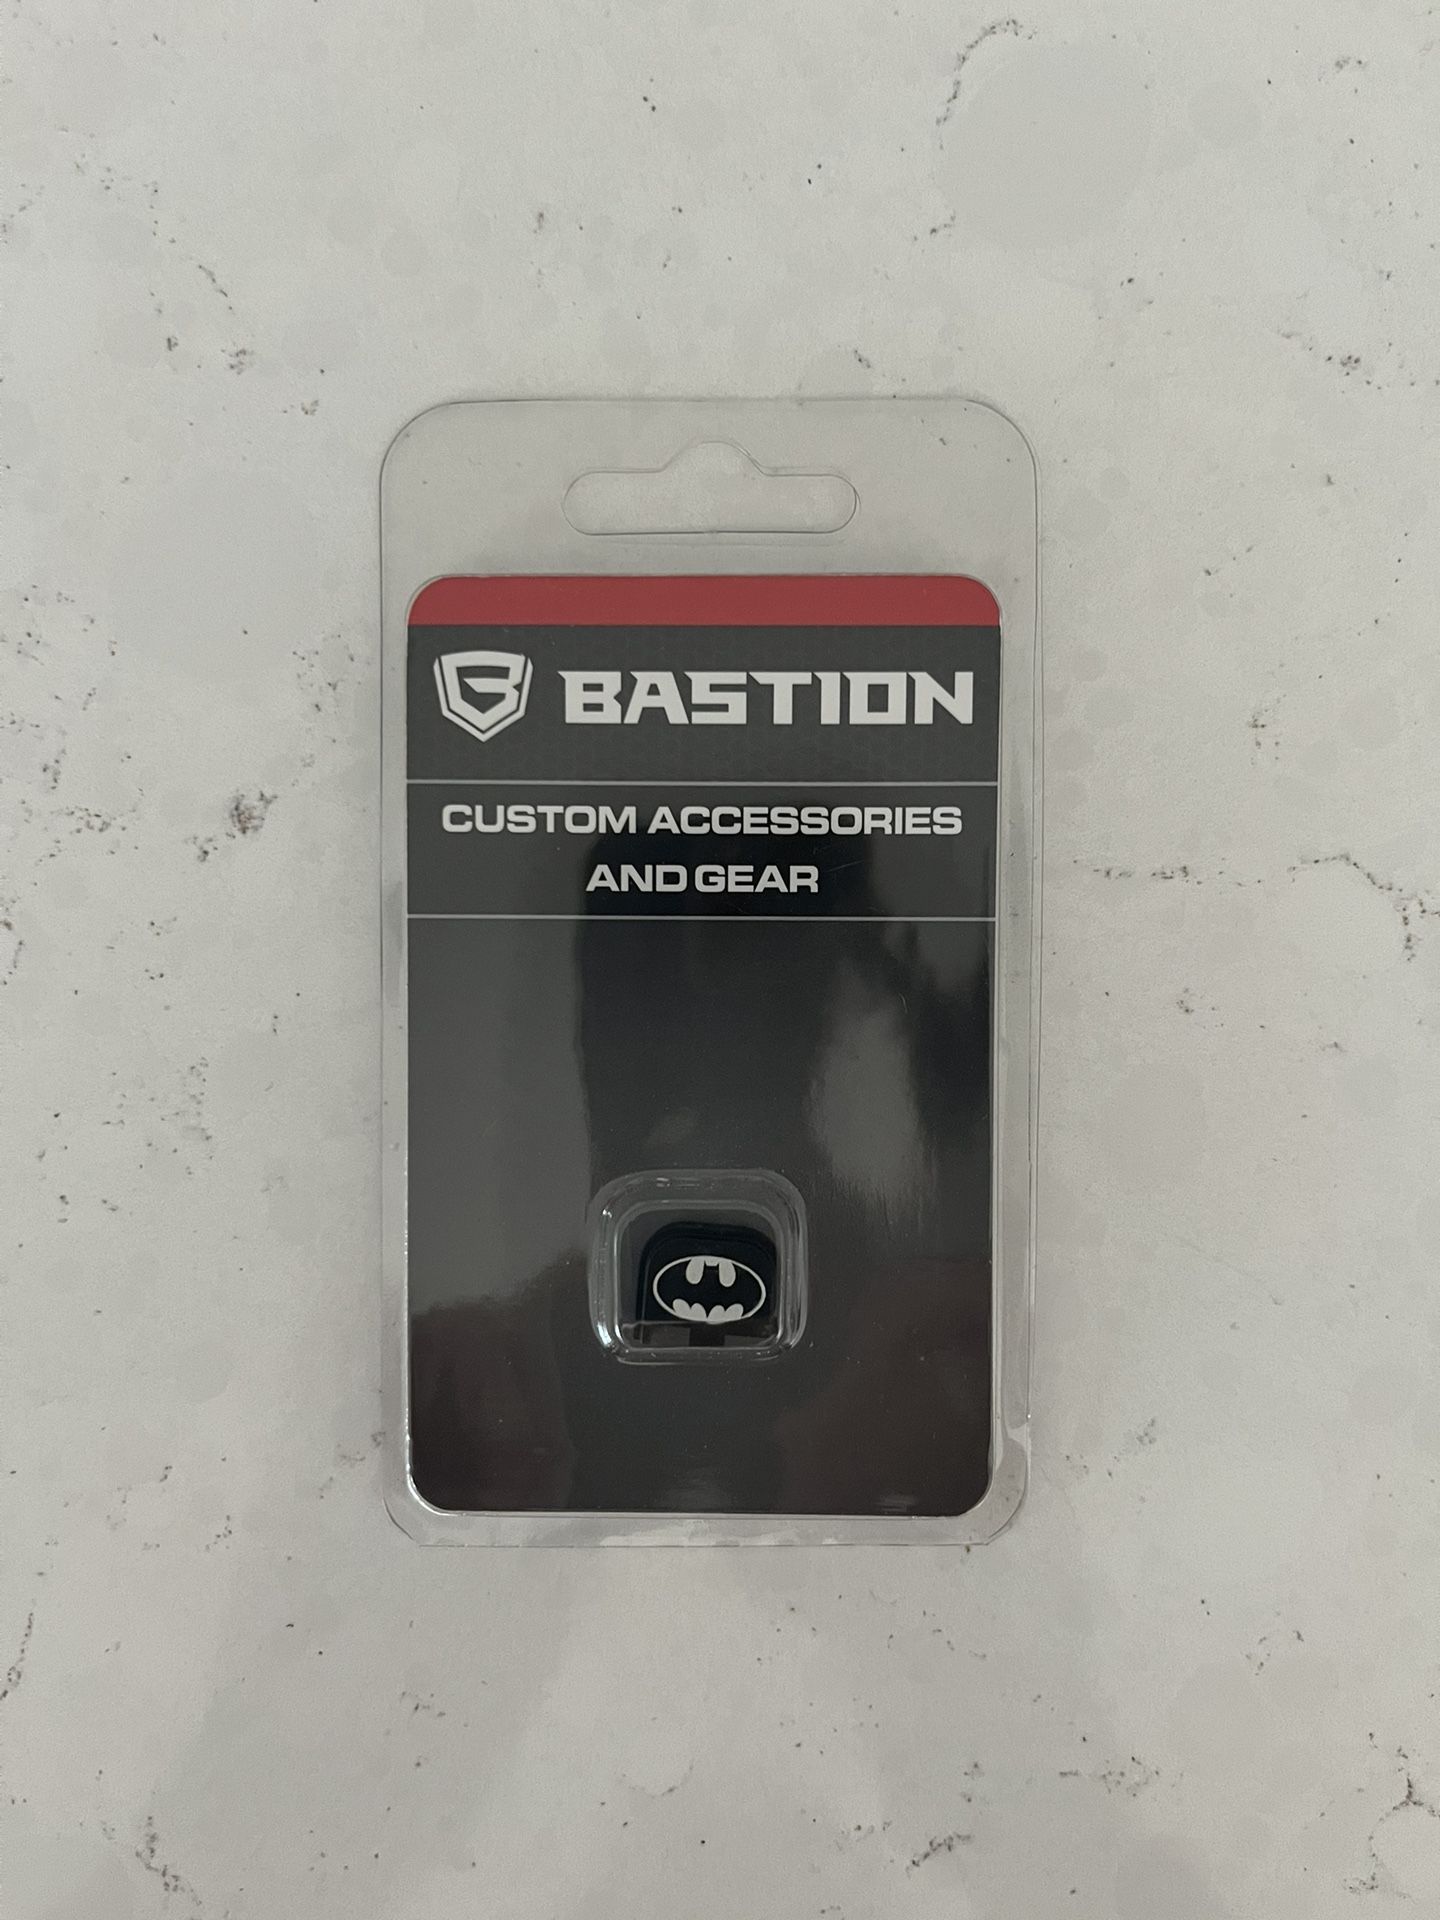 BASTION
CUSTOM ACCESSORIES
AND GEAR